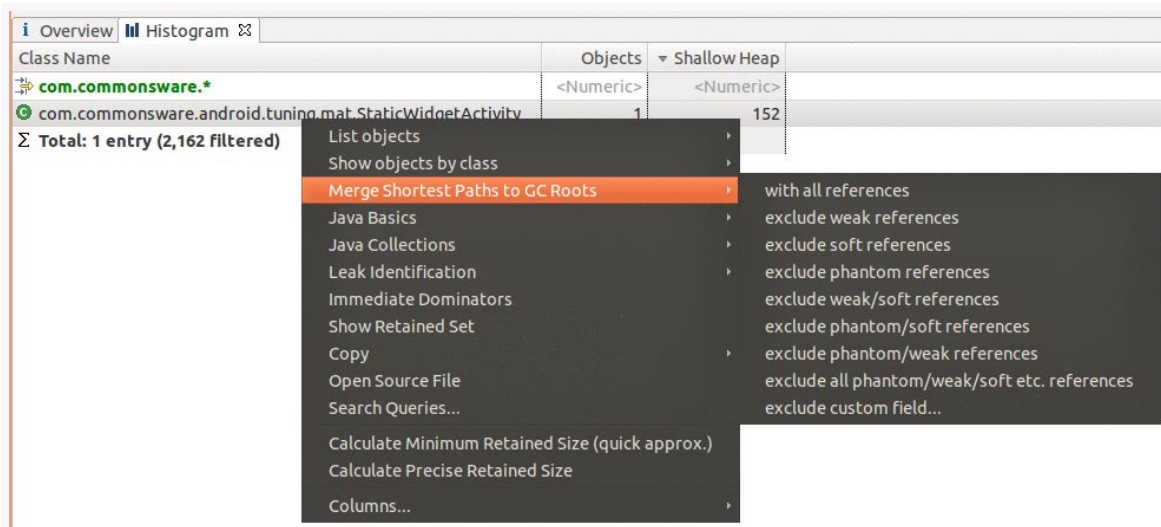 i Overview Histogram
Class Name Objects Shallow Heap
com.commonsware.* <Numeric> <Numeric>
com.commonsware.android.tuning.mat.StaticWidgetActivity 1 152
Σ Total: 1 entry (2,162 filtered)
List objects
Show objects by class
Merge Shortest Paths to GC Roots
Java Basics
Java Collections
Leak Identification
Immediate Dominators
Show Retained Set
Copy
Open Source File
Search Queries...
Calculate Minimum Retained Size (quick approx.)
Calculate Precise Retained Size
Columns...
with all references
exclude weak references
exclude soft references
exclude phantom references
exclude weak/soft references
exclude phantom/soft references
exclude phantom/weak references
exclude all phantom/weak/soft etc. references
exclude custom field...